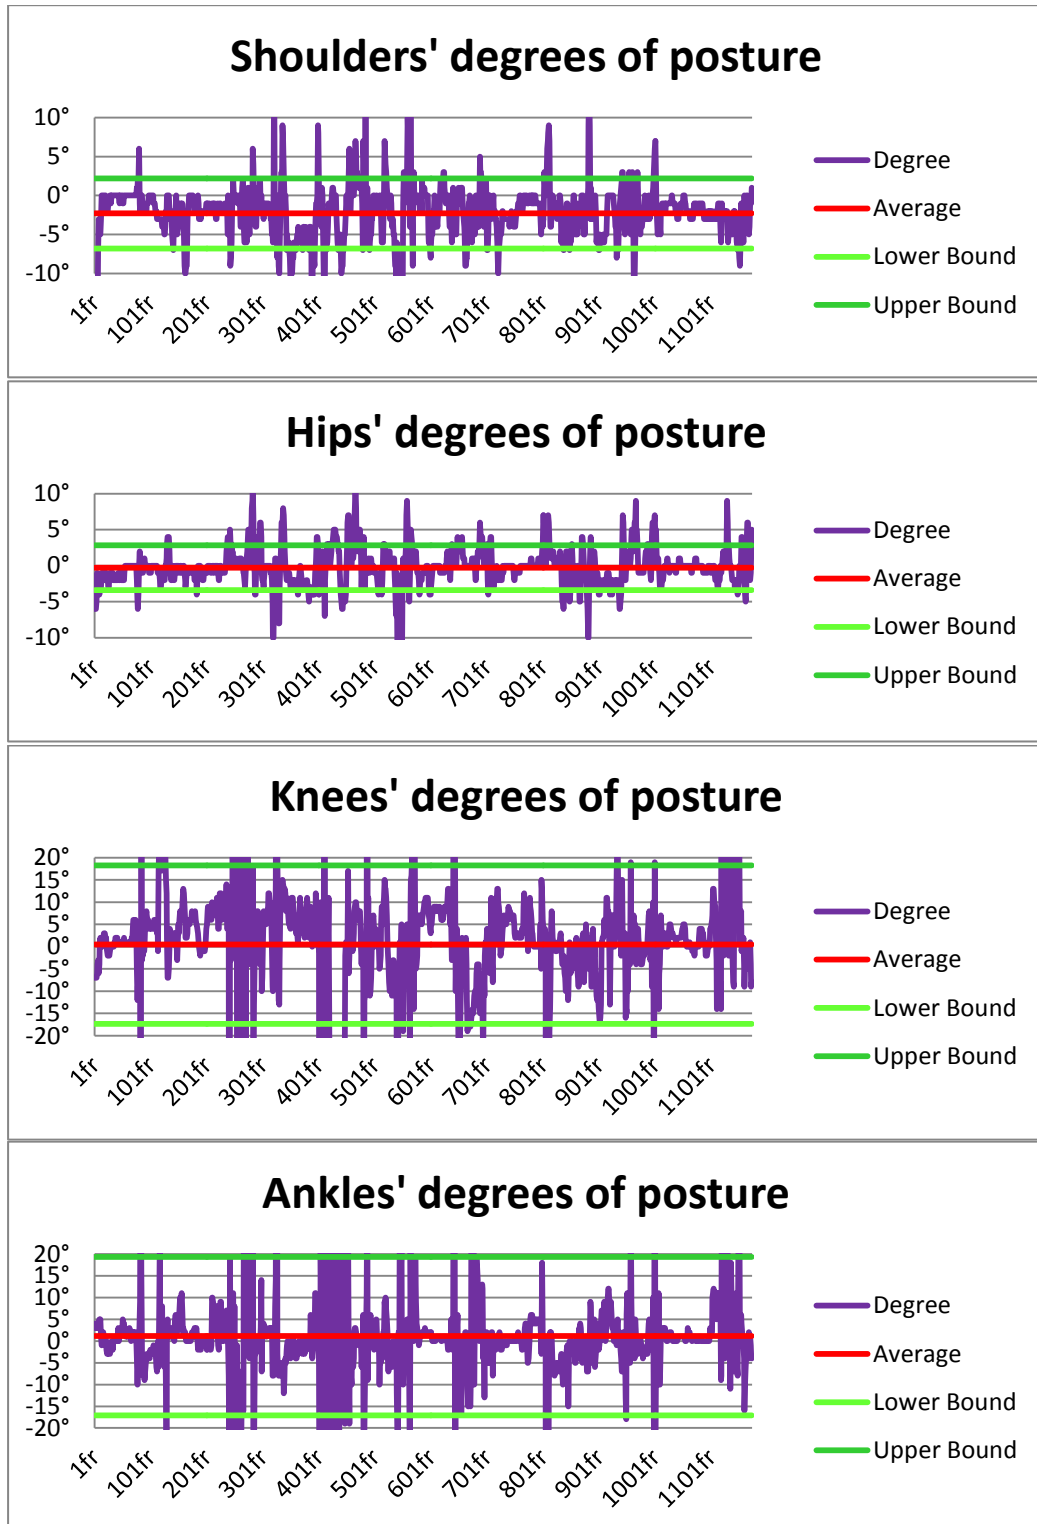 Shoulders' degrees of posture
10°
5°
0°
-5°
-10°
1fr
101fr
201fr
301fr
401fr
501fr
601fr
701fr
801fr
901fr
1001fr
1101fr
Degree
Average
Lower Bound
Upper Bound
Hips' degrees of posture
10°
5°
0°
-5°
-10°
1fr
101fr
201fr
301fr
401fr
501fr
601fr
701fr
801fr
901fr
1001fr
1101fr
Degree
Average
Lower Bound
Upper Bound
Knees' degrees of posture
20°
15°
10°
5°
0°
-5°
-10°
-15°
-20°
1fr
101fr
201fr
301fr
401fr
501fr
601fr
701fr
801fr
901fr
1001fr
1101fr
Degree
Average
Lower Bound
Upper Bound
Ankles' degrees of posture
20°
15°
10°
5°
0°
-5°
-10°
-15°
-20°
1fr
101fr
201fr
301fr
401fr
501fr
601fr
701fr
801fr
901fr
1001fr
1101fr
Degree
Average
Lower Bound
Upper Bound